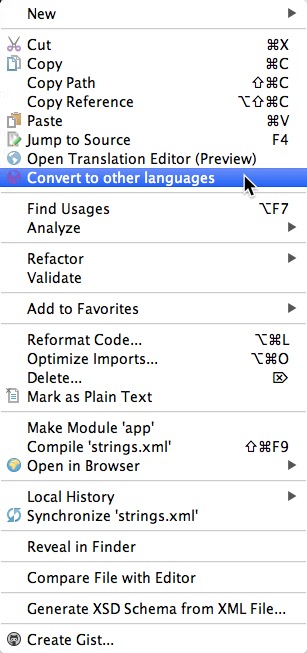 New
Cut ⌘X
Copy ⌘C
Copy Path ⇧⌘C
Copy Reference ⌥⇧⌘C
Paste ⌘V
Jump to Source F4
Open Translation Editor (Preview)
Convert to other languages
Find Usages ⌥F7
Analyze
Refactor
Validate
Add to Favorites
Reformat Code... ⌥⌘L
Optimize Imports... ⌥⌘O
Delete... ⌦
Mark as Plain Text
Make Module 'app'
Compile 'strings.xml' ⇧⌘F9
Open in Browser
Local History
Synchronize 'strings.xml'
Reveal in Finder
Compare File with Editor
Generate XSD Schema from XML File...
Create Gist...